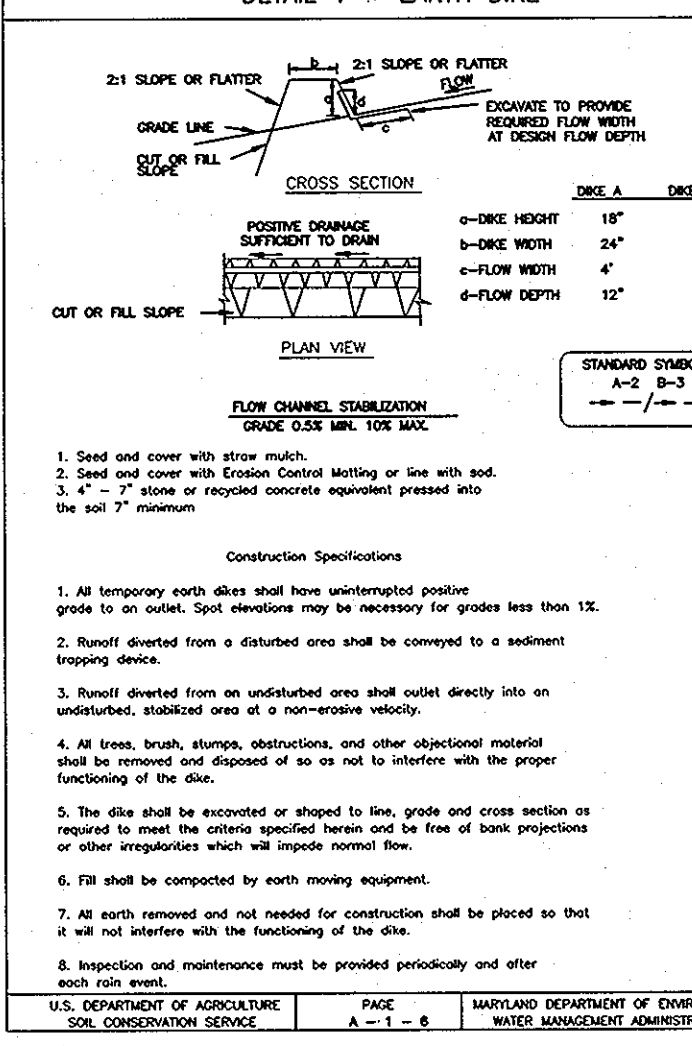 2:1 SLOPE OR FLATTER
b
2:1 SLOPE OR FLATTER
FLOW
a
d
c
GRADE LINE
CUT OR FILL
SLOPE
EXCAVATE TO PROVIDE
REQUIRED FLOW WIDTH
AT DESIGN FLOW DEPTH
CROSS SECTION
DIKE A DIKE
a-DIKE HEIGHT 18"
b-DIKE WIDTH 24"
c-FLOW WIDTH 4'
d-FLOW DEPTH 12"
POSITIVE DRAINAGE
SUFFICIENT TO DRAIN
CUT OR FILL SLOPE
PLAN VIEW
STANDARD SYMBO
A-2 B-3
FLOW CHANNEL STABILIZATION
GRADE 0.5% MIN. 10% MAX.
1. Seed and cover with straw mulch.
2. Seed and cover with Erosion Control Matting or line with sod.
3. 4" - 7" stone or recycled concrete equivalent pressed into
the soil 7" minimum
Construction Specifications
1. All temporary earth dikes shall have uninterrupted positive
grade to an outlet. Spot elevations may be necessary for grades less than 1%.
2. Runoff diverted from a disturbed area shall be conveyed to a sediment
trapping device.
3. Runoff diverted from an undisturbed area shall outlet directly into an
undisturbed, stabilized area at a non-erosive velocity.
4. All trees, brush, stumps, obstructions, and other objectional material
shall be removed and disposed of so as not to interfere with the proper
functioning of the dike.
5. The dike shall be excavated or shaped to line, grade and cross section as
required to meet the criteria specified herein and be free of bank projections
or other irregularities which will impede normal flow.
6. Fill shall be compacted by earth moving equipment.
7. All earth removed and not needed for construction shall be placed so that
it will not interfere with the functioning of the dike.
8. Inspection and maintenance must be provided periodically and after
each rain event.
U.S. DEPARTMENT OF AGRICULTURE
SOIL CONSERVATION SERVICE
PAGE
A - 1 - 6
MARYLAND DEPARTMENT OF ENVIR
WATER MANAGEMENT ADMINISTR